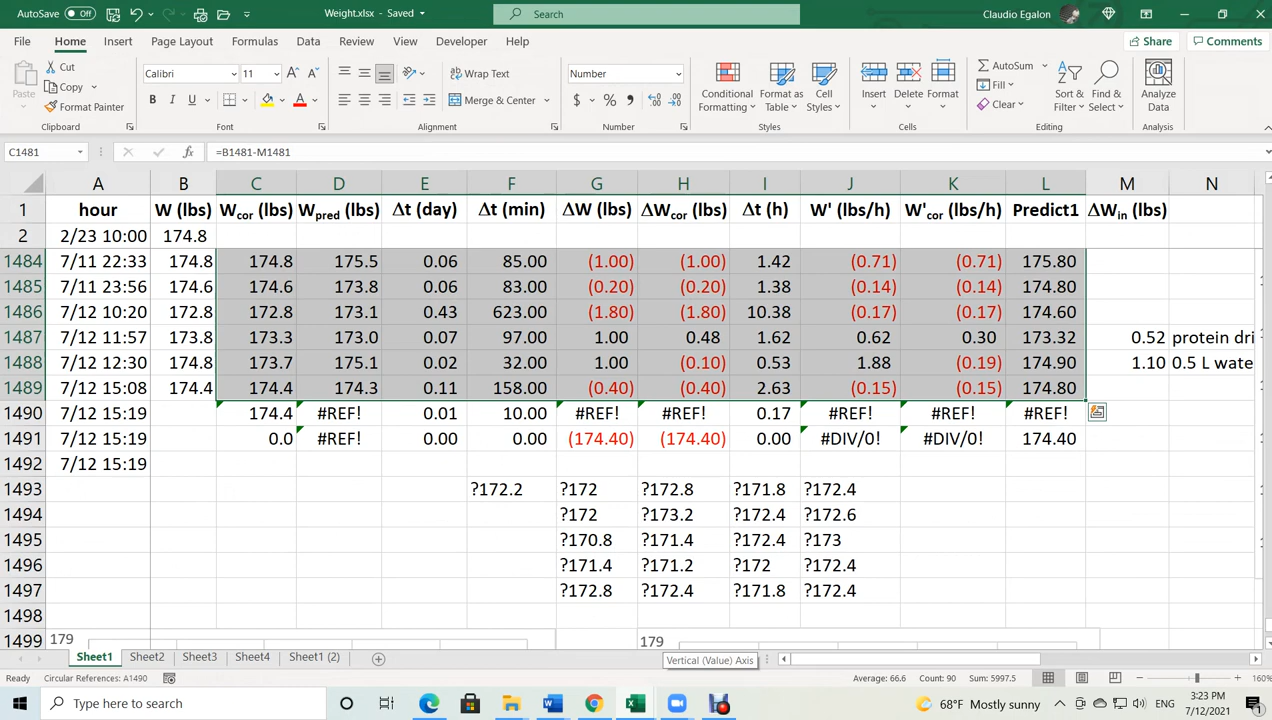 AutoSave Off Weight.xlsx - Saved Search Claudio Egalon
File Home Insert Draw Page Layout Formulas Data Review View Developer Help Share Comments
Paste Cut Copy Format Painter Clipboard
Calibri 11 A A B I U A Font
Wrap Text Merge & Center Alignment
Number $ % , Number
Conditional Formatting Format as Table Cell Styles Styles
Insert Delete Format Cells
AutoSum Fill Clear Sort & Filter Find & Select Editing
Analyze Data Analysis
C1481 fx =B1481-M1481
A B C D E F G H I J K L M N
1 hour W (lbs) Wcor (lbs) Wpred (lbs) Δt (day) Δt (min) ΔW (lbs) ΔWcor (lbs) Δt (h) W' (lbs/h) W'cor (lbs/h) Predict1 ΔWin (lbs)
2 2/23 10:00 174.8
1484 7/11 22:33 174.8 174.8 175.5 0.06 85.00 (1.00) (1.00) 1.42 (0.71) (0.71) 175.80
1485 7/11 23:56 174.6 174.6 173.8 0.06 83.00 (0.20) (0.20) 1.38 (0.14) (0.14) 174.80
1486 7/12 10:20 172.8 172.8 173.1 0.43 623.00 (1.80) (1.80) 10.38 (0.17) (0.17) 174.60
1487 7/12 11:57 173.8 173.3 173.0 0.07 97.00 1.00 0.48 1.62 0.62 0.30 173.32 0.52 protein dri
1488 7/12 12:30 174.8 173.7 175.1 0.02 32.00 1.00 (0.10) 0.53 1.88 (0.19) 174.90 1.10 0.5 L wate
1489 7/12 15:08 174.4 174.4 174.3 0.11 158.00 (0.40) (0.40) 2.63 (0.15) (0.15) 174.80
1490 7/12 15:19 174.4 #REF! 0.01 10.00 #REF! #REF! 0.17 #REF! #REF! #REF!
1491 7/12 15:19 0.0 #REF! 0.00 0.00 (174.40) (174.40) 0.00 #DIV/0! #DIV/0! 174.40
1492 7/12 15:19
1493 ?172.2 ?172 ?172.8 ?171.8 ?172.4
1494 ?172 ?173.2 ?172.4 ?172.6
1495 ?170.8 ?171.4 ?172.4 ?173
1496 ?171.4 ?171.2 ?172 ?172.4
1497 ?172.8 ?172.4 ?171.8 ?172.4
1498
1499 179 179
Sheet1 Sheet2 Sheet3 Sheet4 Sheet1 (2) Vertical (Value) Axis
Ready Circular References: A1490 Average: 66.6 Count: 90 Sum: 5997.5 160%
Type here to search 68°F Mostly sunny ENG 3:23 PM
7/12/2021 1